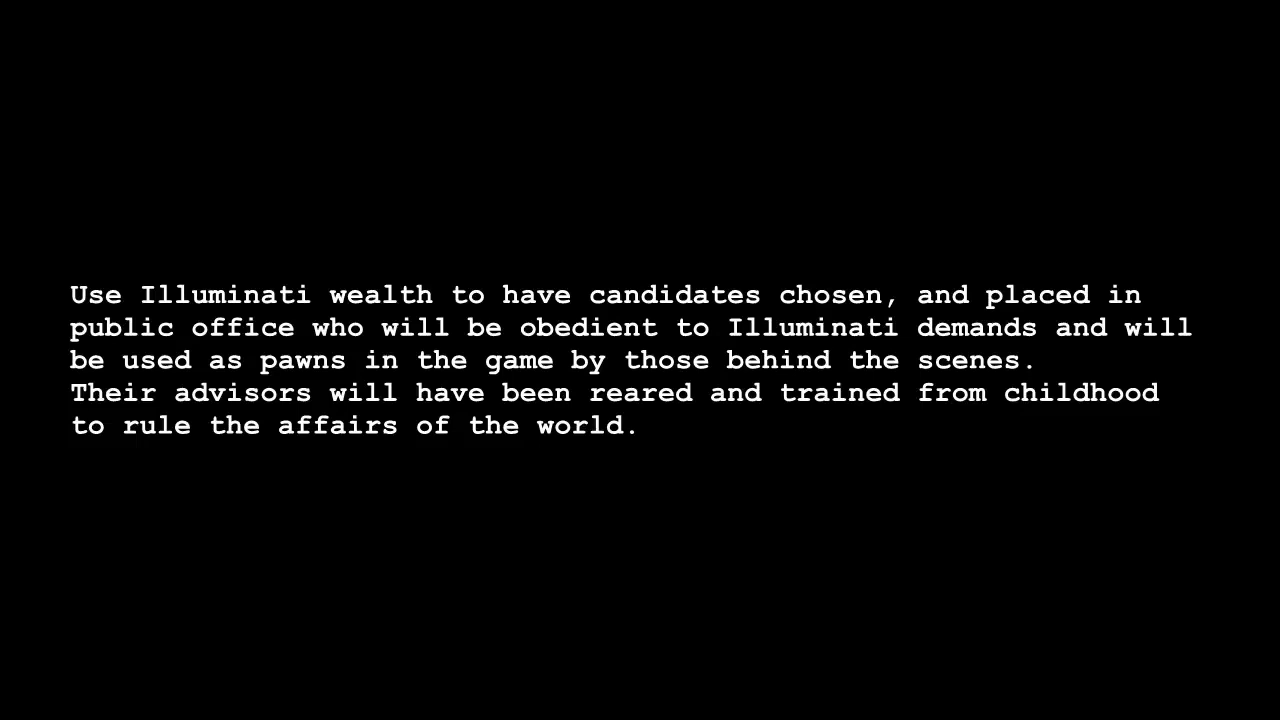 Use Illuminati wealth to have candidates chosen, and placed in
public office who will be obedient to Illuminati demands and will
be used as pawns in the game by those behind the scenes.
Their advisors will have been reared and trained from childhood
to rule the affairs of the world.